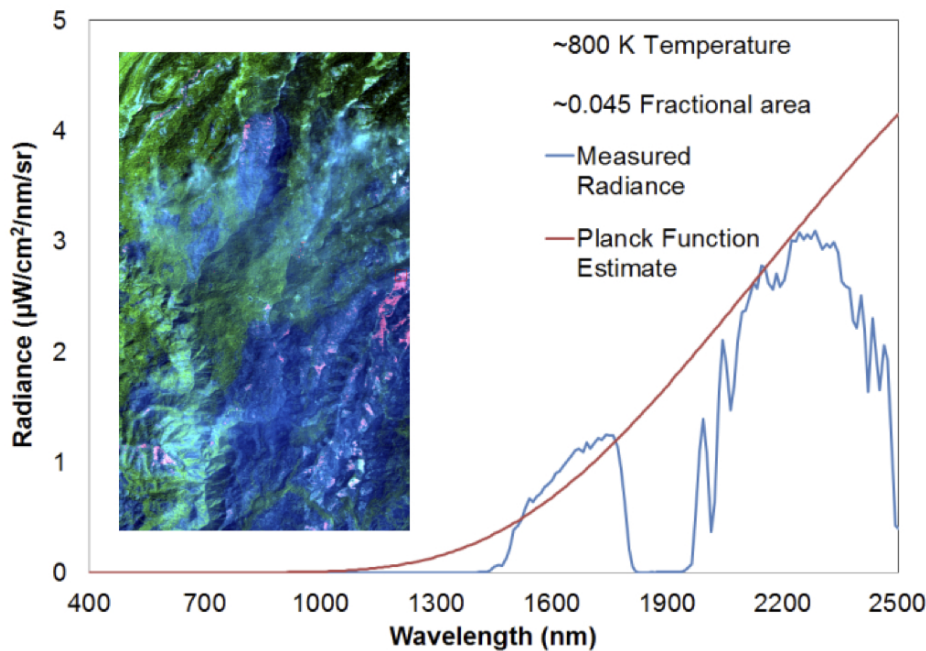 5
4
3
2
1
0
Radiance (µW/cm²/nm/sr)
~800 K Temperature
~0.045 Fractional area
Measured
Radiance
Planck Function
Estimate
400 700 1000 1300 1600 1900 2200 2500
Wavelength (nm)